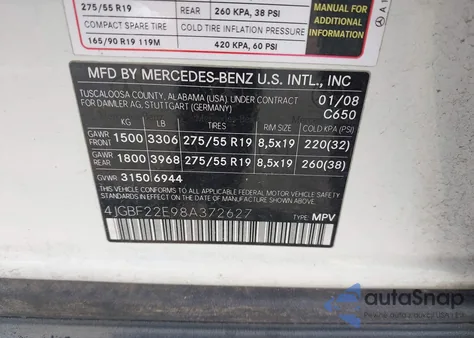 275/55 R19 REAR 260 KPA, 38 PSI
COMPACT SPARE TIRE COLD TIRE INFLATION PRESSURE
165/90 R19 119M 420 KPA, 60 PSI
MANUAL FOR
ADDITIONAL
INFORMATION
MFD BY MERCEDES-BENZ U.S. INTL., INC
TUSCALOOSA COUNTY, ALABAMA (USA) UNDER CONTRACT 01/08
FOR DAIMLER AG, STUTTGART (GERMANY) C650
KG LB TIRES RIM SIZE COLD KPA (PSI)
GAWR FRONT 1500 3306 275/55 R19 8,5x19 220(32)
GAWR REAR 1800 3968 275/55 R19 8,5x19 260(38)
GVWR 3150 6944
THIS VEHICLE CONFORMS TO ALL APPLICABLE FEDERAL MOTOR VEHICLE SAFETY
STANDARDS IN EFFECT ON THE DATE OF MANUFACTURE SHOWN ABOVE.
4JGBF22E98A372627 TYPE: MPV
autoSnap